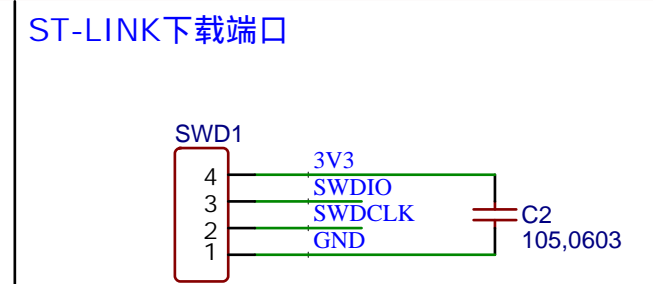 ST-LINK下载端口
SWD1
4 3V3
3 SWDIO
2 SWDCLK
1 GND
C2
105,0603